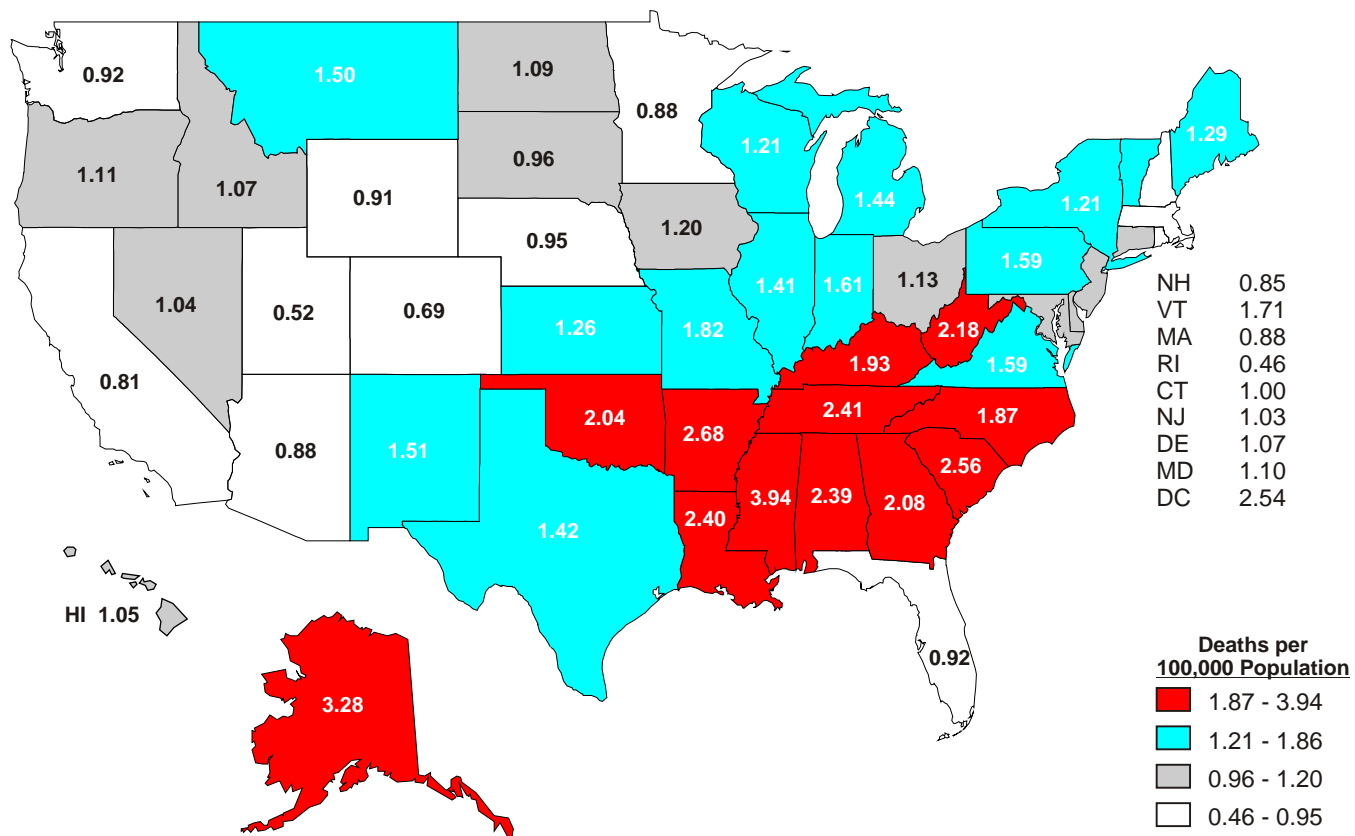 0.92
1.50
1.09
0.88
1.29
1.11
1.07
0.96
1.21
1.44
1.21
0.91
0.95
1.20
1.59
1.04
0.52
0.69
1.41
1.61
1.13
NH 0.85
VT 1.71
MA 0.88
RI 0.46
CT 1.00
NJ 1.03
DE 1.07
MD 1.10
DC 2.54
1.26
1.82
2.18
1.93
1.59
0.81
0.88
1.51
2.04
2.68
2.41
1.87
2.56
1.42
2.40
3.94
2.39
2.08
HI 1.05
0.92
3.28
Deaths per
100,000 Population
1.87 - 3.94
1.21 - 1.86
0.96 - 1.20
0.46 - 0.95